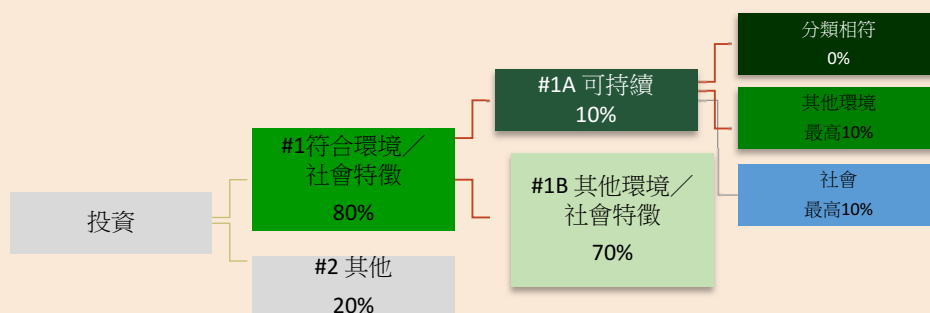 投資
#1符合環境／
社會特徵
80%
#2 其他
20%
#1A 可持續
10%
#1B 其他環境／
社會特徵
70%
分類相符
0%
其他環境
最高10%
社會
最高10%